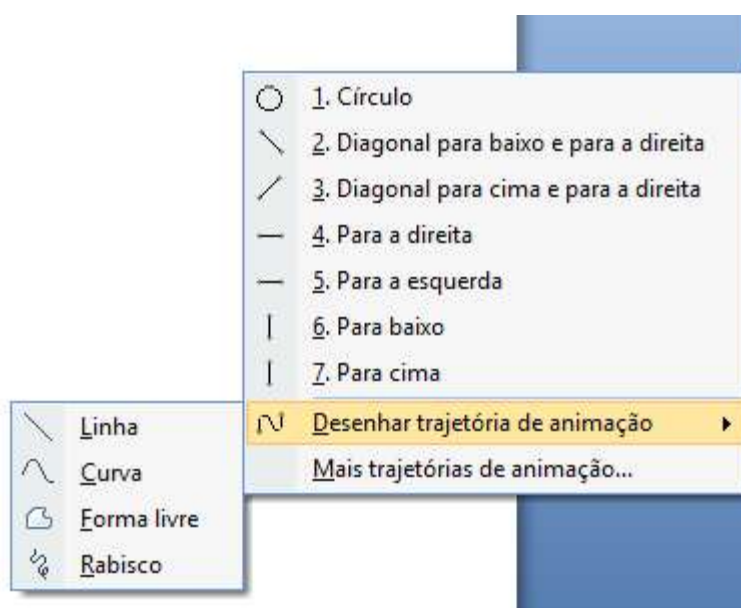 1. Círculo
2. Diagonal para baixo e para a direita
3. Diagonal para cima e para a direita
4. Para a direita
5. Para a esquerda
6. Para baixo
7. Para cima
Desenhar trajetória de animação
Mais trajetórias de animação...
Linha
Curva
Forma livre
Rabisco